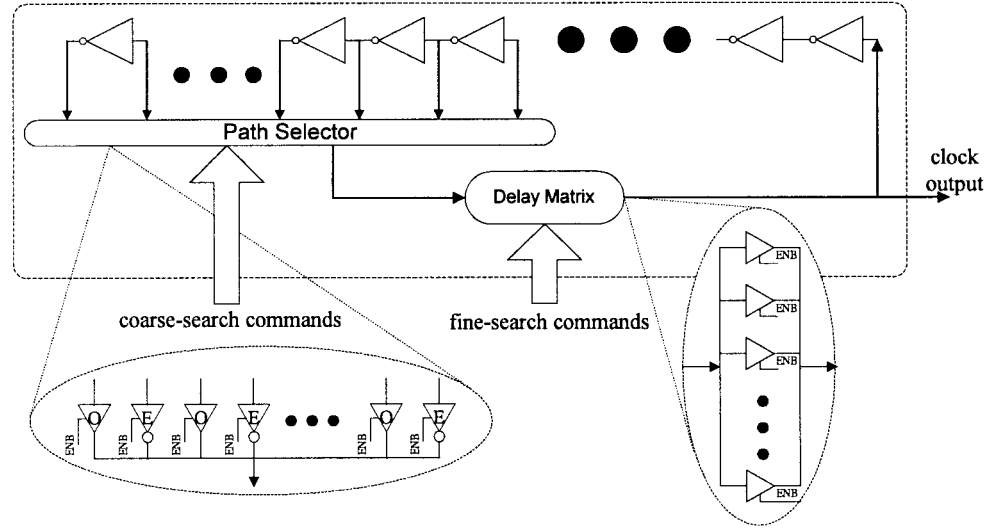 Path Selector
clock
output
Delay Matrix
ENB
ENB
ENB
ENB
coarse-search commands
fine-search commands
O E O E O E
ENB ENB ENB ENB ENB ENB